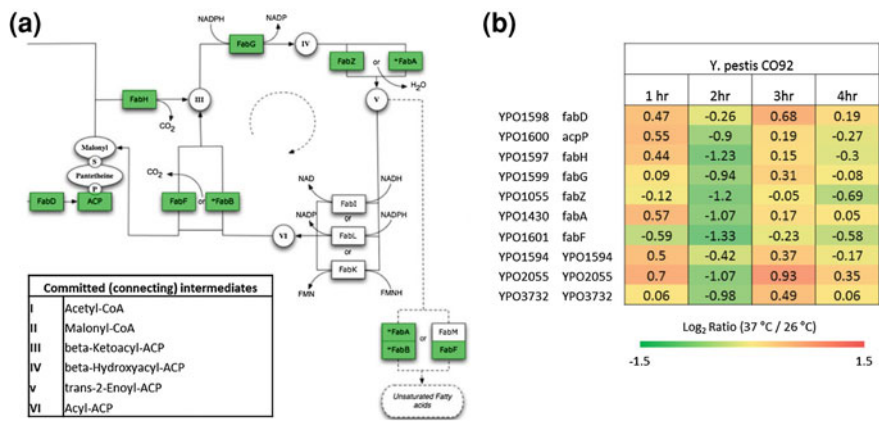 (a)
NADPH NADP
FabG
IV
FabZ or *FabA
H₂O
FabH
CO₂
III
V
Malonyl
S
Pantetheine
P
FabD ACP
CO₂
FabF or *FabB
NAD NADH
FabI
or
NADP NADPH
FabL
or
VI
FabK
FMN FMNH
*FabA or FabM
*FabB FabF
Unsaturated Fatty
acids
Committed (connecting) intermediates
I Acetyl-CoA
II Malonyl-CoA
III beta-Ketoacyl-ACP
IV beta-Hydroxyacyl-ACP
v trans-2-Enoyl-ACP
VI Acyl-ACP
(b)
Y. pestis CO92
1 hr 2hr 3hr 4hr
YPO1598 fabD 0.47 -0.26 0.68 0.19
YPO1600 acpP 0.55 -0.9 0.19 -0.27
YPO1597 fabH 0.44 -1.23 0.15 -0.3
YPO1599 fabG 0.09 -0.94 0.31 -0.08
YPO1055 fabZ -0.12 -1.2 -0.05 -0.69
YPO1430 fabA 0.57 -1.07 0.17 0.05
YPO1601 fabF -0.59 -1.33 -0.23 -0.58
YPO1594 YPO1594 0.5 -0.42 0.37 -0.17
YPO2055 YPO2055 0.7 -1.07 0.93 0.35
YPO3732 YPO3732 0.06 -0.98 0.49 0.06
Log₂ Ratio (37 °C / 26 °C)
-1.5 1.5